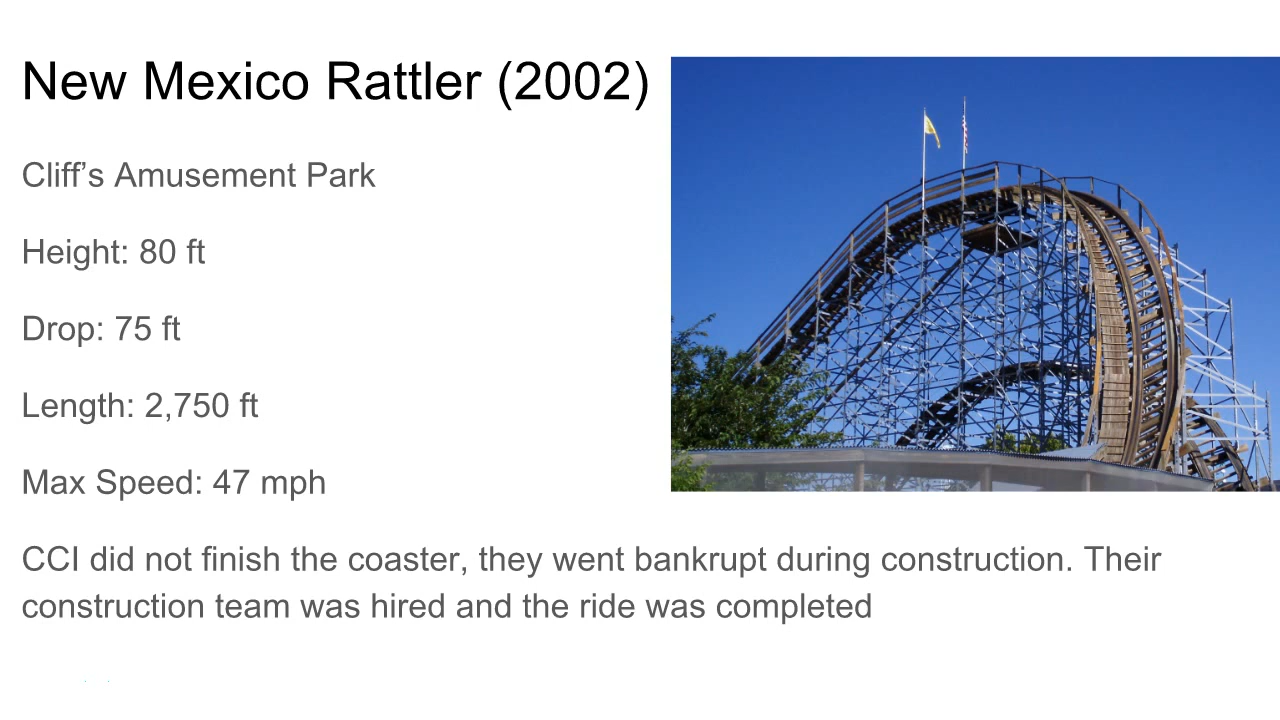 New Mexico Rattler (2002)
Cliff’s Amusement Park
Height: 80 ft
Drop: 75 ft
Length: 2,750 ft
Max Speed: 47 mph
CCI did not finish the coaster, they went bankrupt during construction. Their
construction team was hired and the ride was completed